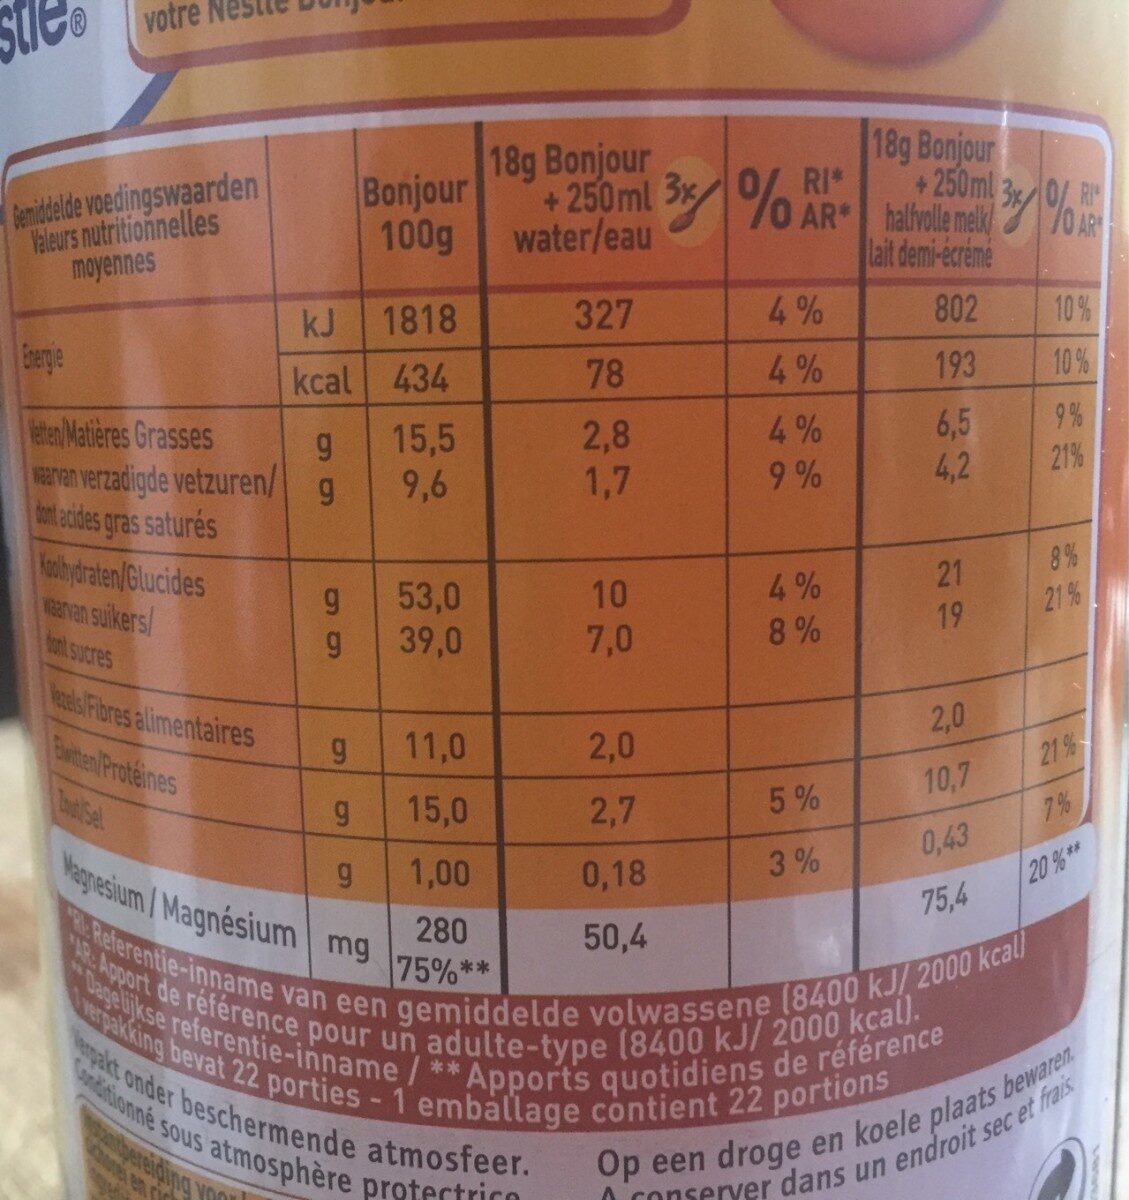 votre Nestlé
Gemiddelde voedingswaarden
Valeurs nutritionnelles
moyennes
Bonjour
100g
18g Bonjour
+ 250ml
water/eau
3x
% RI*
AR*
18g Bonjour
+ 250ml
halfvolle melk/
lait demi-écrémé
3x
% RI*
AR*
Energie
kJ 1818 327 4 % 802 10 %
kcal 434 78 4 % 193 10 %
Vetten/Matières Grasses g 15,5 2,8 4 % 6,5 9 %
waarvan verzadigde vetzuren/ g 9,6 1,7 9 % 4,2 21%
dont acides gras saturés
Koolhydraten/Glucides g 53,0 10 4 % 21 8 %
waarvan suikers/ g 39,0 7,0 8 % 19 21 %
dont sucres
Vezels/Fibres alimentaires g 11,0 2,0 2,0
Eiwitten/Protéines g 15,0 2,7 5 % 10,7 21 %
Zout/Sel g 1,00 0,18 3 % 0,43 7 %
Magnesium / Magnésium mg 280 50,4 75,4 20 %**
75%**
*RI: Referentie-inname van een gemiddelde volwassene (8400 kJ/ 2000 kcal)
*AR: Apport de référence pour un adulte-type (8400 kJ/ 2000 kcal).
** Dagelijkse referentie-inname / ** Apports quotidiens de référence
1 verpakking bevat 22 porties - 1 emballage contient 22 portions
Verpakt onder beschermende atmosfeer.
Conditionné sous atmosphère protectrice
Op een droge en koele plaats bewaren.
A conserver dans un endroit sec et frais.